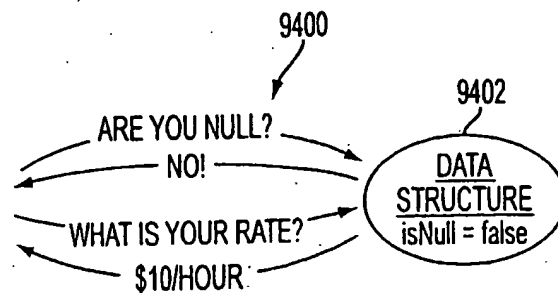 9400
9402
ARE YOU NULL?
NO!
WHAT IS YOUR RATE?
$10/HOUR
DATA
STRUCTURE
isNull = false